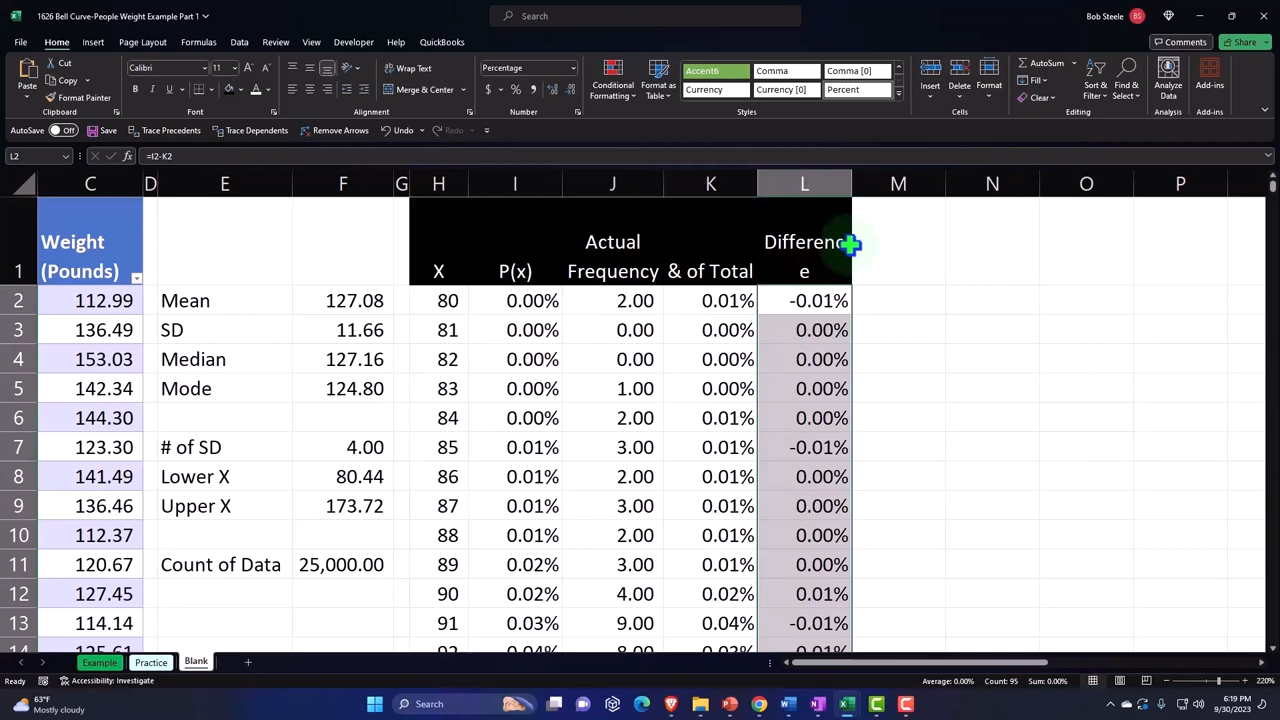 1626 Bell Curve-People Weight Example Part 1
Search
Bob Steele
BS
File Home Insert Page Layout Formulas Data Review View Developer Help QuickBooks
Comments
Share
Cut
Copy
Format Painter
Paste
Clipboard
Calibri
11
Font
Wrap Text
Merge & Center
Alignment
Percentage
Number
Conditional Formatting
Format as Table
Accent6 Comma Comma [0]
Currency Currency [0] Percent
Styles
Insert Delete Format
Cells
AutoSum
Fill
Clear
Sort & Filter
Find & Select
Editing
Analyze Data
Analysis
Add-ins
Add-ins
AutoSave Off Save Trace Precedents Trace Dependents Remove Arrows Undo Redo
L2 fx =I2-K2
C D E F G H I J K L M N O P
1 Weight (Pounds) X P(x) Actual Frequency & of Total Difference
2 112.99 Mean 127.08 80 0.00% 2.00 0.01% -0.01%
3 136.49 SD 11.66 81 0.00% 0.00 0.00% 0.00%
4 153.03 Median 127.16 82 0.00% 0.00 0.00% 0.00%
5 142.34 Mode 124.80 83 0.00% 1.00 0.00% 0.00%
6 144.30 84 0.00% 2.00 0.01% 0.00%
7 123.30 # of SD 4.00 85 0.01% 3.00 0.01% -0.01%
8 141.49 Lower X 80.44 86 0.01% 2.00 0.01% 0.00%
9 136.46 Upper X 173.72 87 0.01% 3.00 0.01% 0.00%
10 112.37 88 0.01% 2.00 0.01% 0.00%
11 120.67 Count of Data 25,000.00 89 0.02% 3.00 0.01% 0.00%
12 127.45 90 0.02% 4.00 0.02% 0.01%
13 114.14 91 0.03% 9.00 0.04% -0.01%
14 125.61 92 0.04% 8.00 0.03% 0.01%
Example Practice Blank
Ready Accessibility: Investigate Average: 0.00% Count: 95 Sum: 0.00% 220%
63°F
Mostly cloudy
Search
6:19 PM
9/30/2023